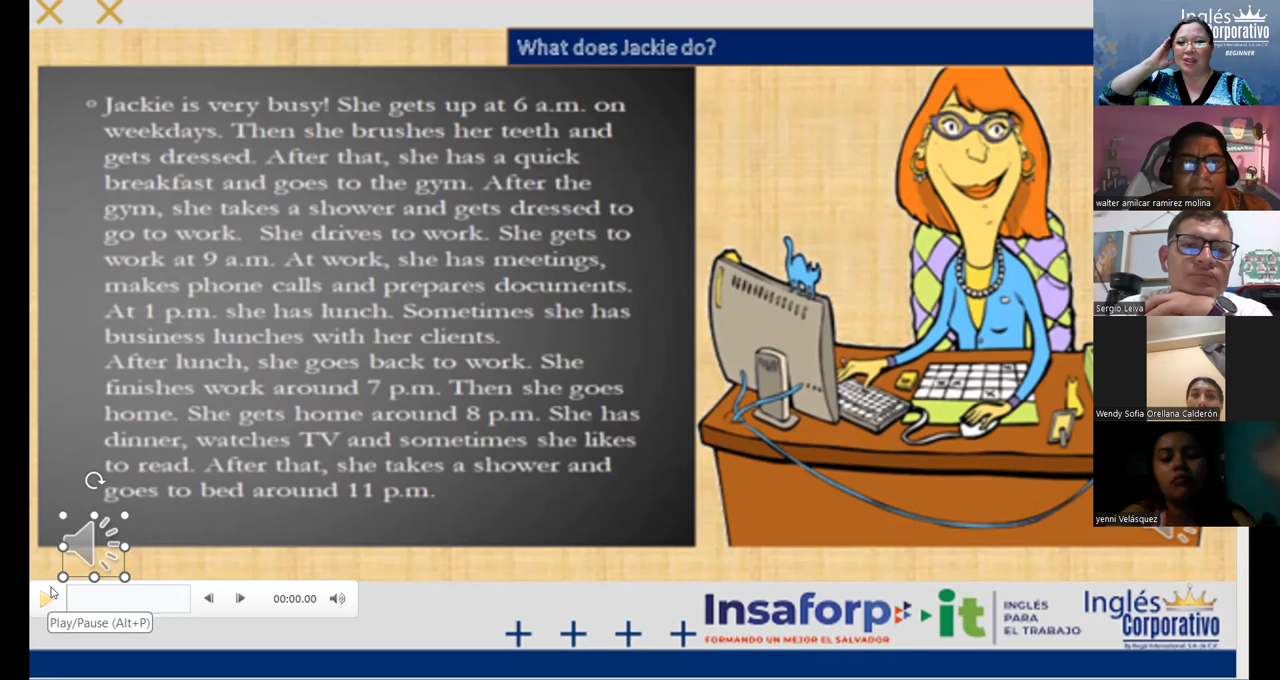 What does Jackie do?
Jackie is very busy! She gets up at 6 a.m. on
weekdays. Then she brushes her teeth and
gets dressed. After that, she has a quick
breakfast and goes to the gym. After the
gym, she takes a shower and gets dressed to
go to work. She drives to work. She gets to
work at 9 a.m. At work, she has meetings,
makes phone calls and prepares documents.
At 1 p.m. she has lunch. Sometimes she has
business lunches with her clients.
After lunch, she goes back to work. She
finishes work around 7 p.m. Then she goes
home. She gets home around 8 p.m. She has
dinner, watches TV and sometimes she likes
to read. After that, she takes a shower and
goes to bed around 11 p.m.
00:00.00
Play/Pause (Alt+P)
Insaforp
FORMANDO UN MEJOR EL SALVADOR
it
INGLÉS
PARA
EL TRABAJO
Inglés
Corporativo
Inglés
Corporativo
BEGINNER
walter amilcar ramirez molina
Sergio Leiva
Wendy Sofia Orellana Calderón
yenni Velásquez